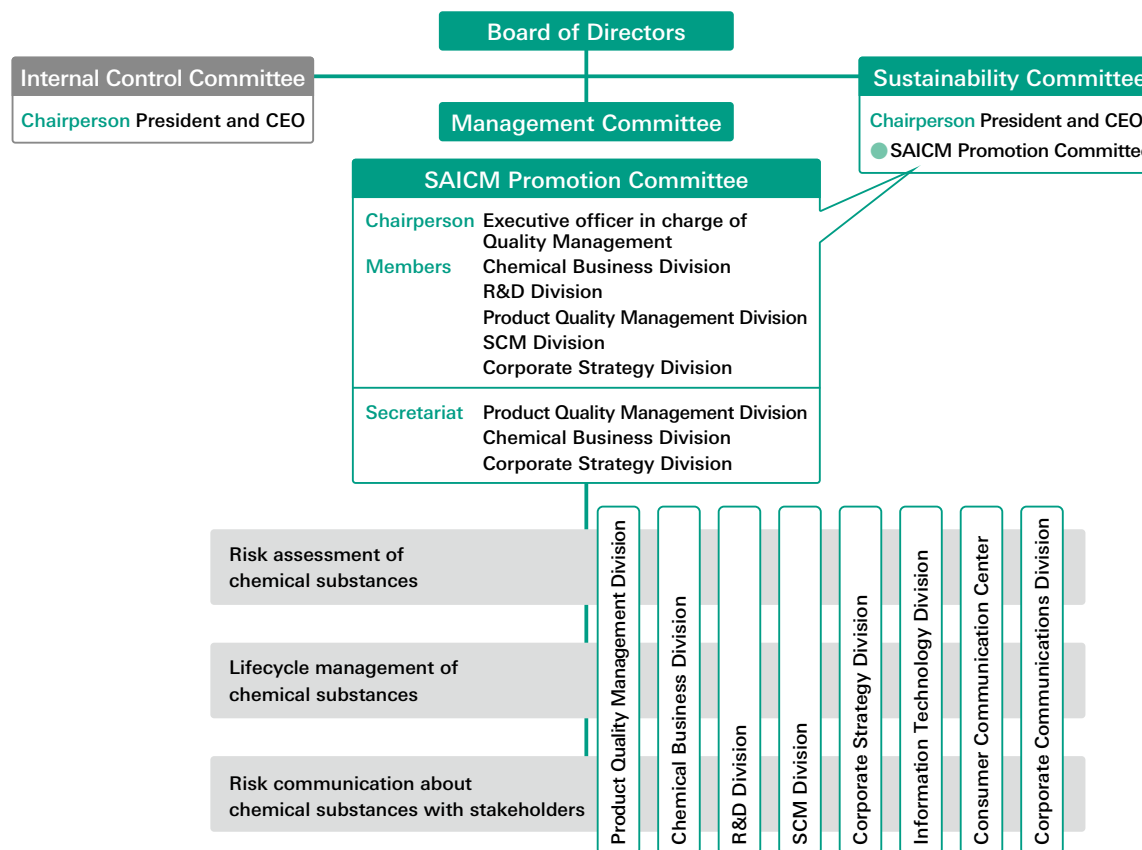 Board of Directors
Internal Control Committee
Chairperson President and CEO
Sustainability Committee
Chairperson President and CEO
SAICM Promotion Committee
Management Committee
SAICM Promotion Committee
Chairperson Executive officer in charge of
Quality Management
Members Chemical Business Division
R&D Division
Product Quality Management Division
SCM Division
Corporate Strategy Division
Secretariat Product Quality Management Division
Chemical Business Division
Corporate Strategy Division
Risk assessment of
chemical substances
Lifecycle management of
chemical substances
Risk communication about
chemical substances with stakeholders
Product Quality Management Division
Chemical Business Division
R&D Division
SCM Division
Corporate Strategy Division
Information Technology Division
Consumer Communication Center
Corporate Communications Division